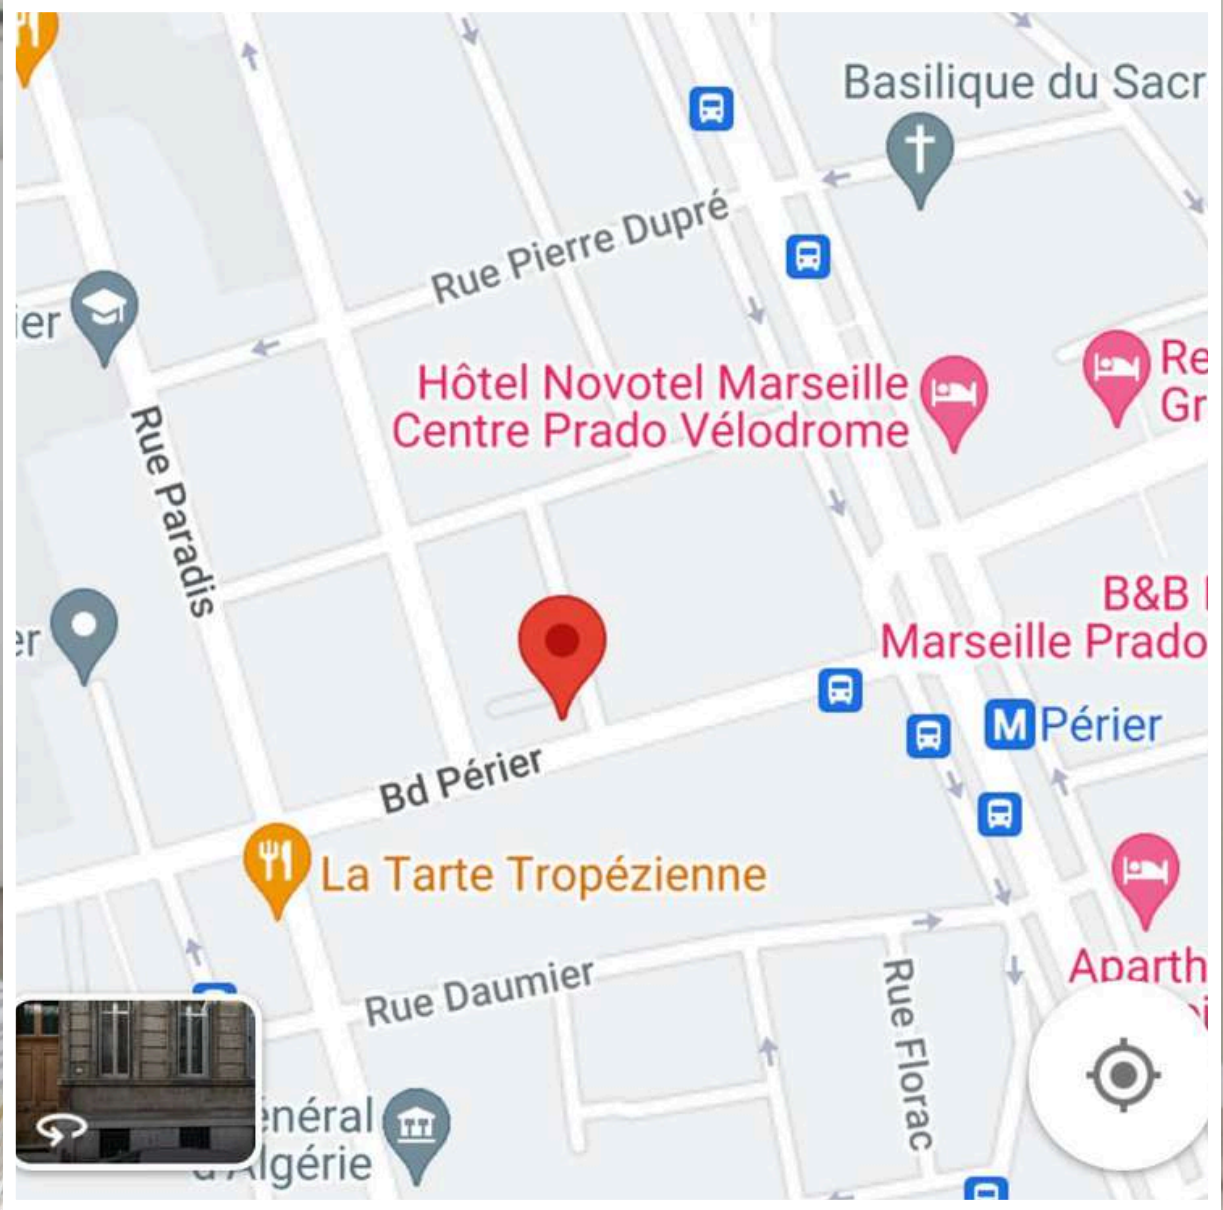 Basilique du Sacr
Rue Pierre Dupré
ier
Hôtel Novotel Marseille
Centre Prado Vélodrome
Re
Gr
Rue Paradis
er
B&B
Marseille Prado
M Périer
Bd Périer
La Tarte Tropézienne
Rue Daumier
Rue Florac
Aparth
énéral
d'Algérie